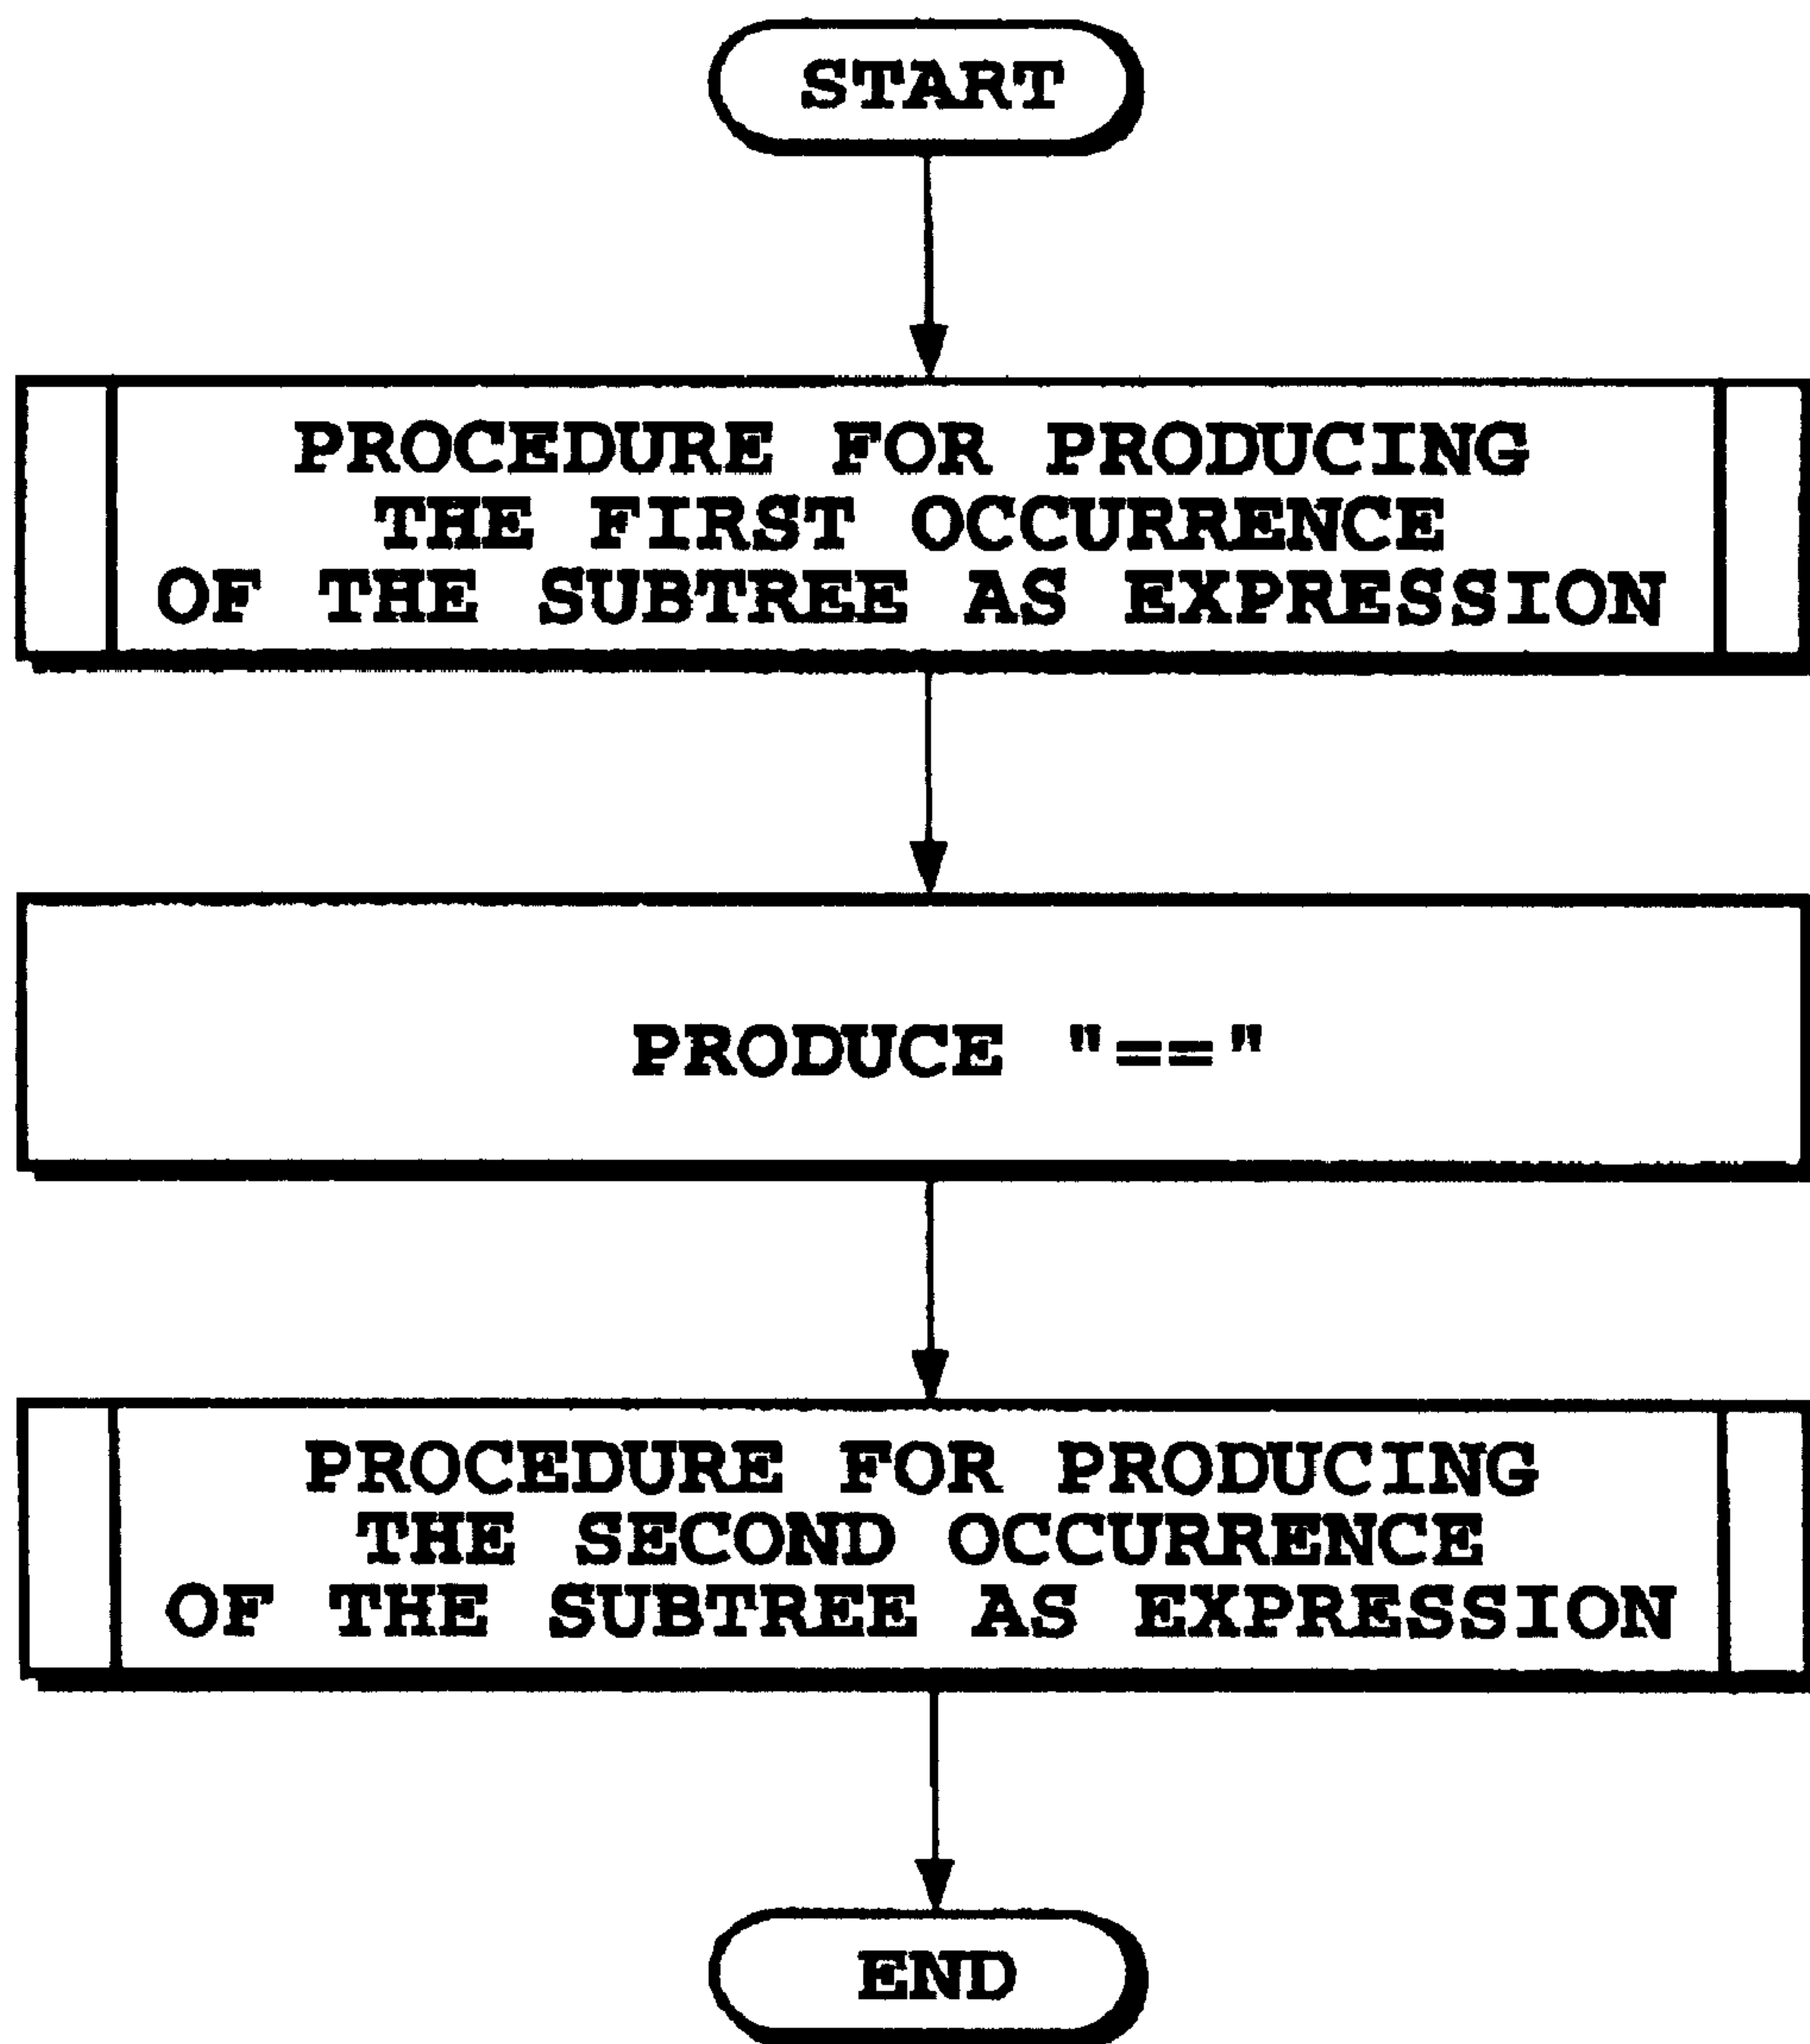 START
PROCEDURE FOR PRODUCING
THE FIRST OCCURRENCE
OF THE SUBTREE AS EXPRESSION
PRODUCE "=="
PROCEDURE FOR PRODUCING
THE SECOND OCCURRENCE
OF THE SUBTREE AS EXPRESSION
END